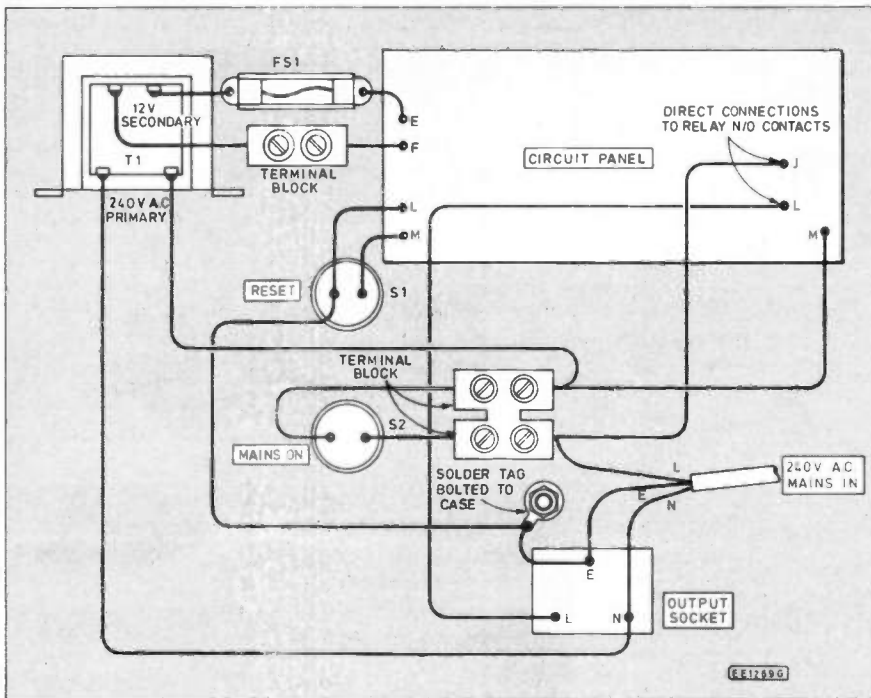 FS1
12V
SECONDARY
T1
TERMINAL
BLOCK
240V A.C
PRIMARY
E
F
L
M
CIRCUIT PANEL
DIRECT CONNECTIONS
TO RELAY N/O CONTACTS
J
L
M
RESET
S1
TERMINAL
BLOCK
S2
MAINS ON
SOLDER TAG
BOLTED TO
CASE
L
E
N
240V A.C
MAINS IN
E
L
N
OUTPUT
SOCKET
EE1269G